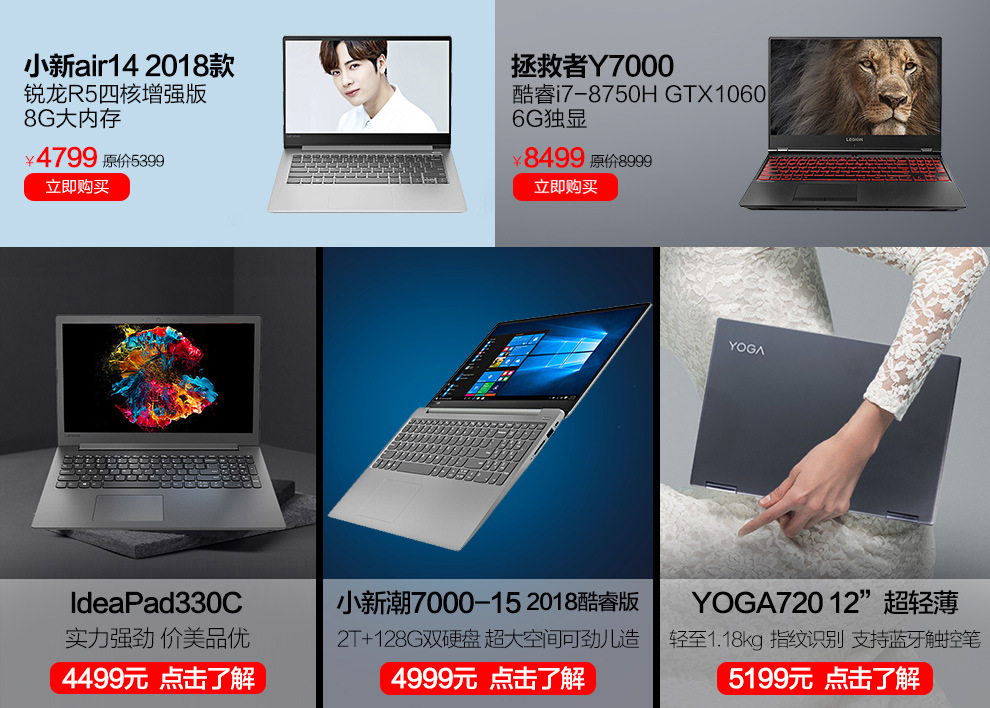 小新air14 2018款
锐龙R5四核增强版
8G大内存
¥4799 原价5399
立即购买
拯救者Y7000
酷睿i7-8750H GTX1060
6G独显
¥8499 原价8999
立即购买
LEGION
IdeaPad330C
实力强劲 价美品优
4499元 点击了解
小新潮7000-15 2018酷睿版
2T+128G双硬盘 超大空间可劲儿造
4999元 点击了解
YOGA
YOGA720 12”超轻薄
轻至1.18kg 指纹识别 支持蓝牙触控笔
5199元 点击了解